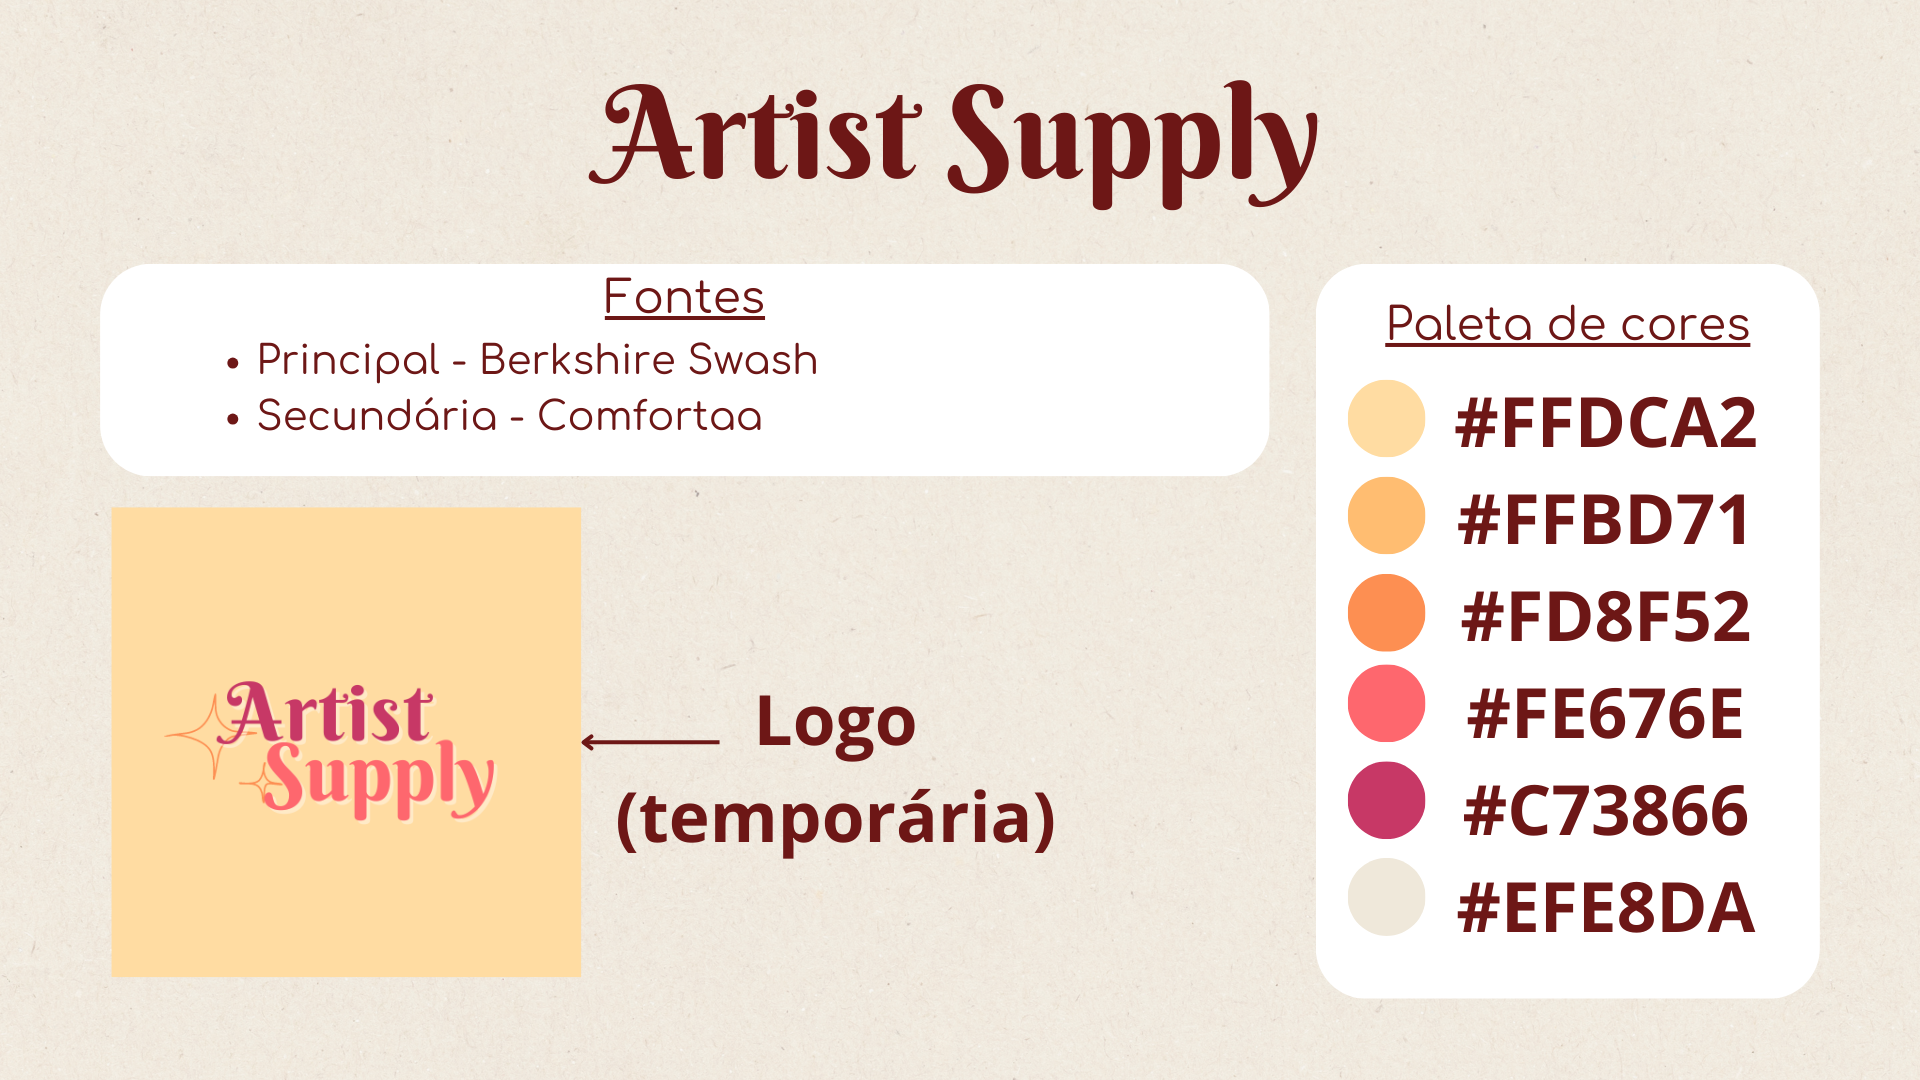 Artist Supply
Fontes
• Principal - Berkshire Swash
• Secundária - Comfortaa
Artist
Supply
Logo
(temporária)
Paleta de cores
#FFDCA2
#FFBD71
#FD8F52
#FE676E
#C73866
#EFE8DA